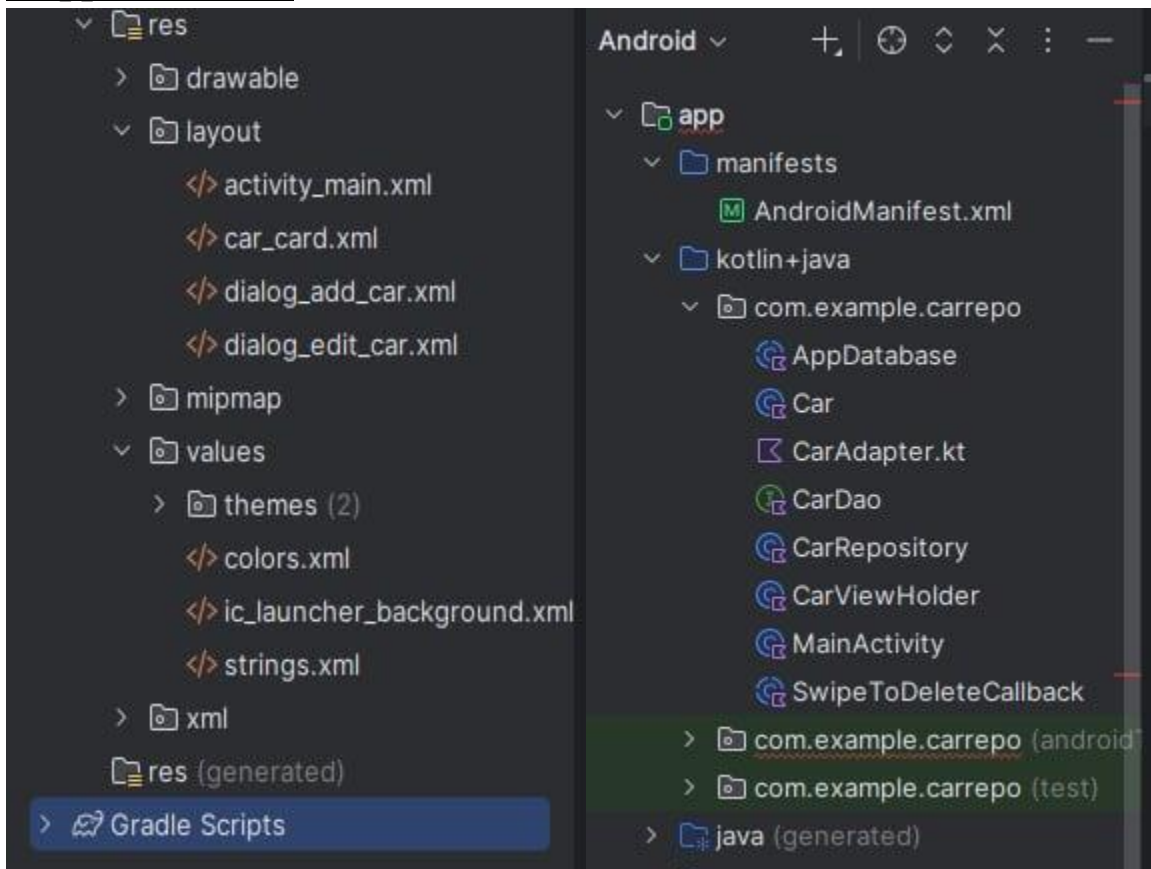 res
drawable
layout
activity_main.xml
car_card.xml
dialog_add_car.xml
dialog_edit_car.xml
mipmap
values
themes (2)
colors.xml
ic_launcher_background.xml
strings.xml
xml
res (generated)
Gradle Scripts
Android
app
manifests
AndroidManifest.xml
kotlin+java
com.example.carrepo
AppDatabase
Car
CarAdapter.kt
CarDao
CarRepository
CarViewHolder
MainActivity
SwipeToDeleteCallback
com.example.carrepo (android
com.example.carrepo (test)
java (generated)